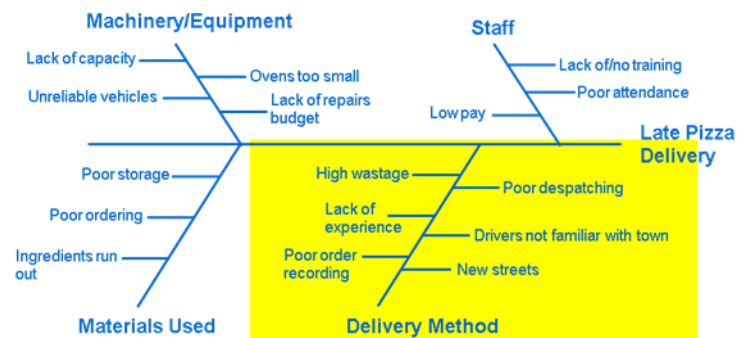 Machinery/Equipment
Staff
Lack of capacity
Ovens too small
Unreliable vehicles
Lack of repairs
budget
Lack of/no training
Poor attendance
Low pay
Late Pizza
Delivery
Poor storage
Poor ordering
Ingredients run
out
High wastage
Poor despatching
Lack of
experience
Drivers not familiar with town
Poor order
recording
New streets
Materials Used
Delivery Method